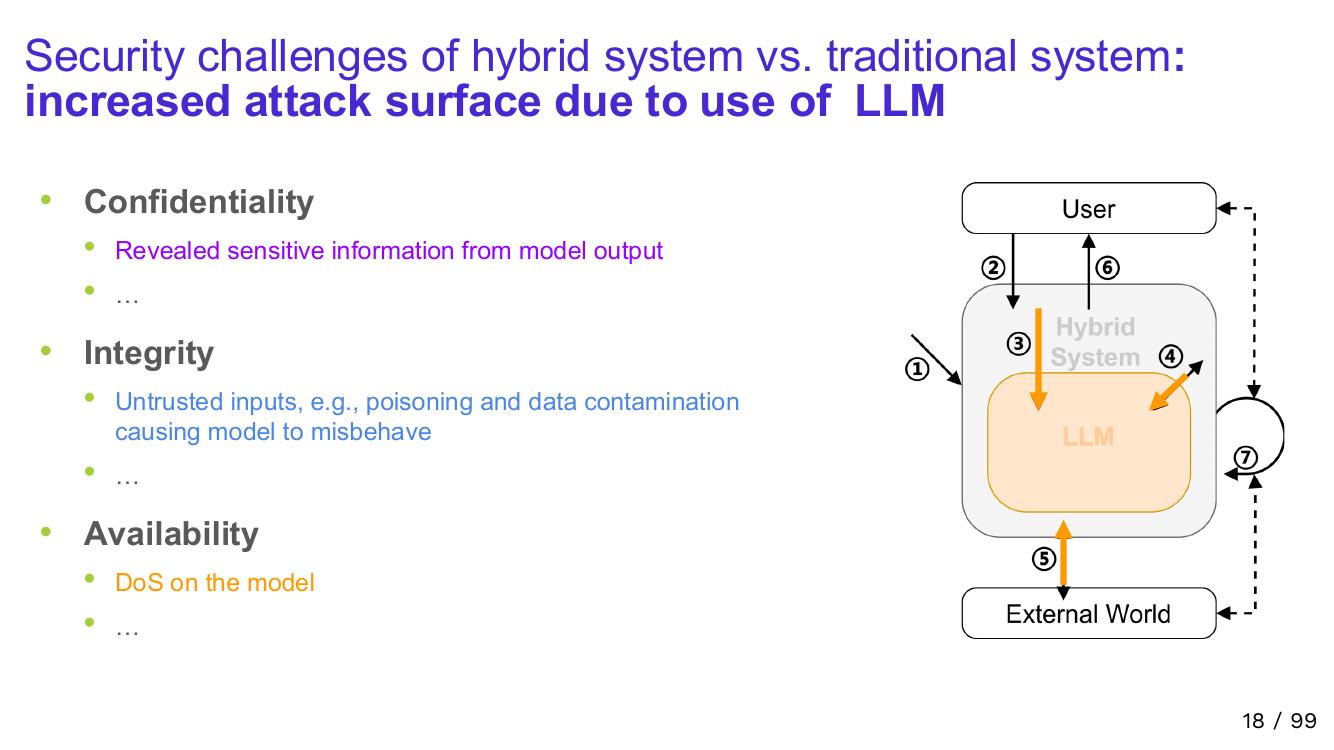 Security challenges of hybrid system vs. traditional system:
increased attack surface due to use of LLM
• Confidentiality
• Revealed sensitive information from model output
• …
• Integrity
• Untrusted inputs, e.g., poisoning and data contamination
causing model to misbehave
• …
• Availability
• DoS on the model
• …
User
② ⑥
Hybrid
System
③ ④
①
LLM
⑦
⑤
External World
18 / 99